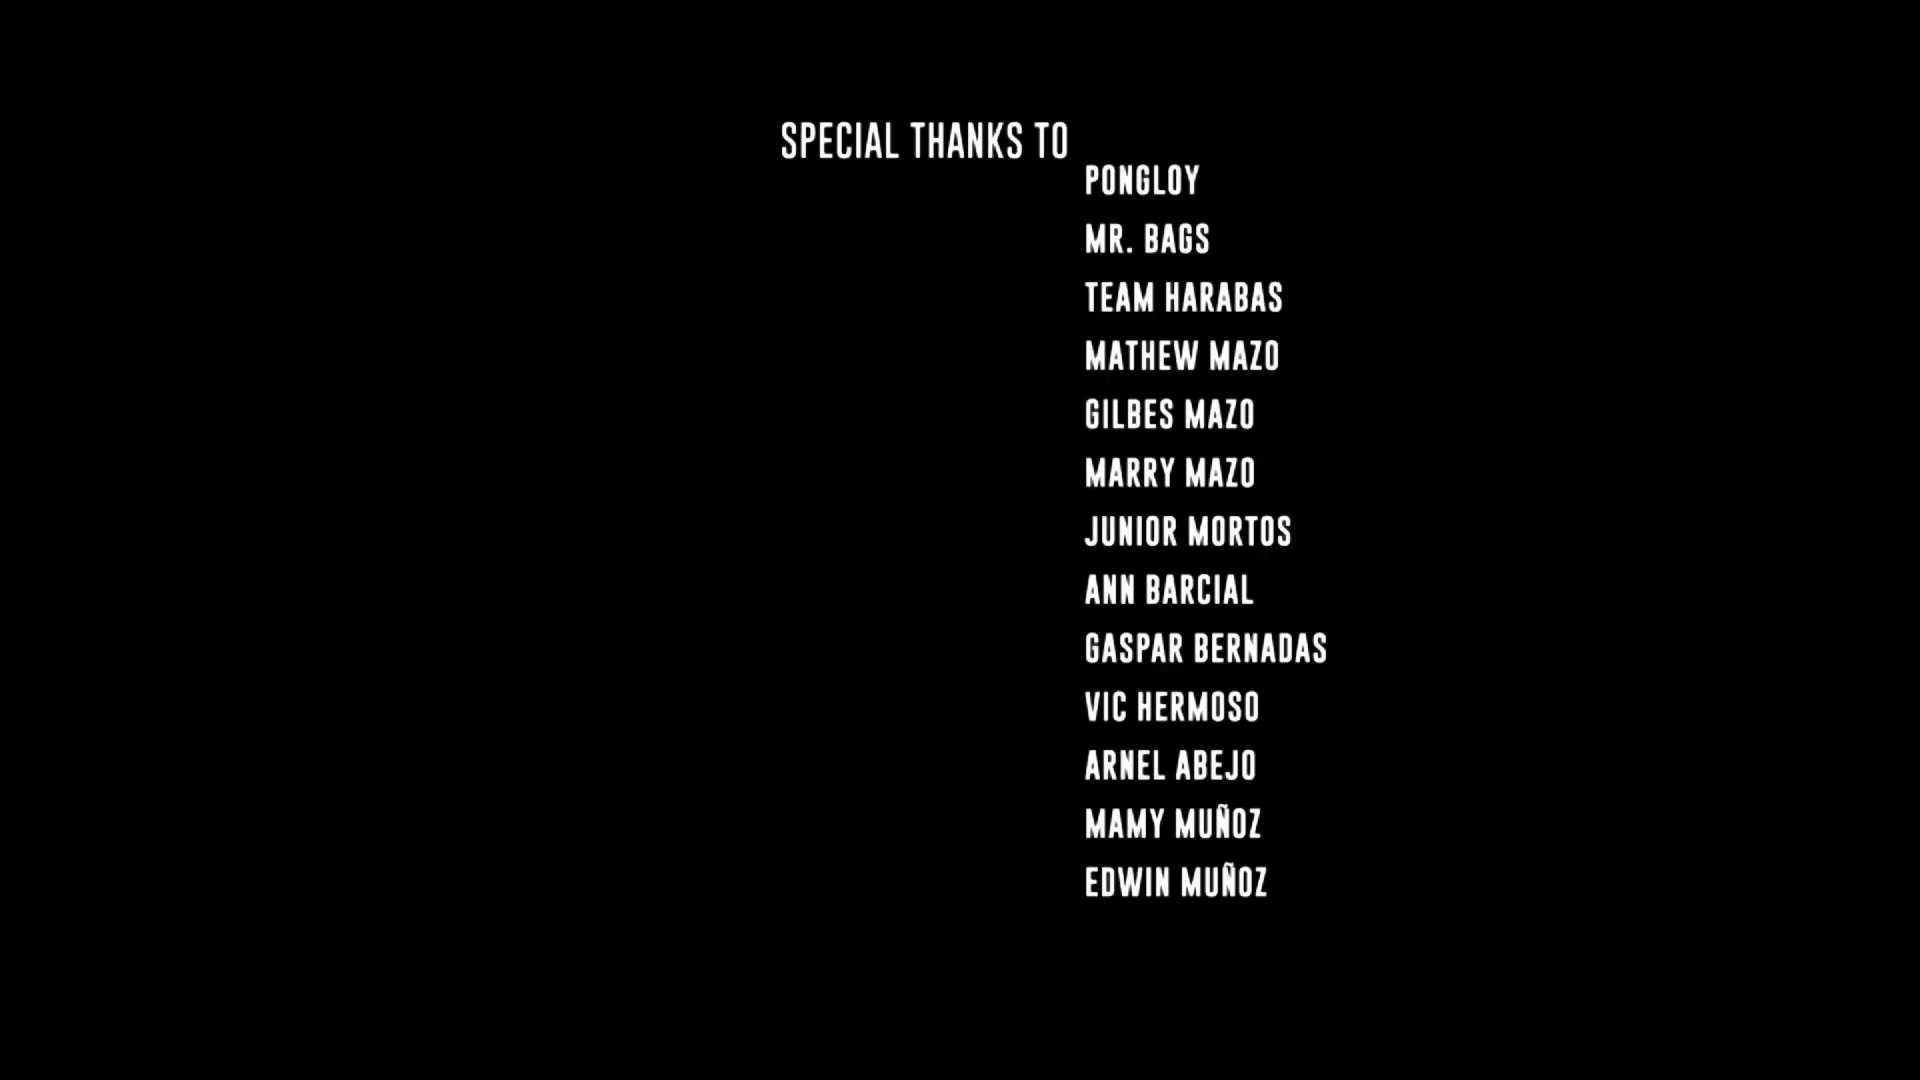 SPECIAL THANKS TO
PONGLOY
MR. BAGS
TEAM HARABAS
MATHEW MAZO
GILBES MAZO
MARRY MAZO
JUNIOR MORTOS
ANN BARCIAL
GASPAR BERNADAS
VIC HERMOSO
ARNEL ABEJO
MAMY MUÑOZ
EDWIN MUÑOZ